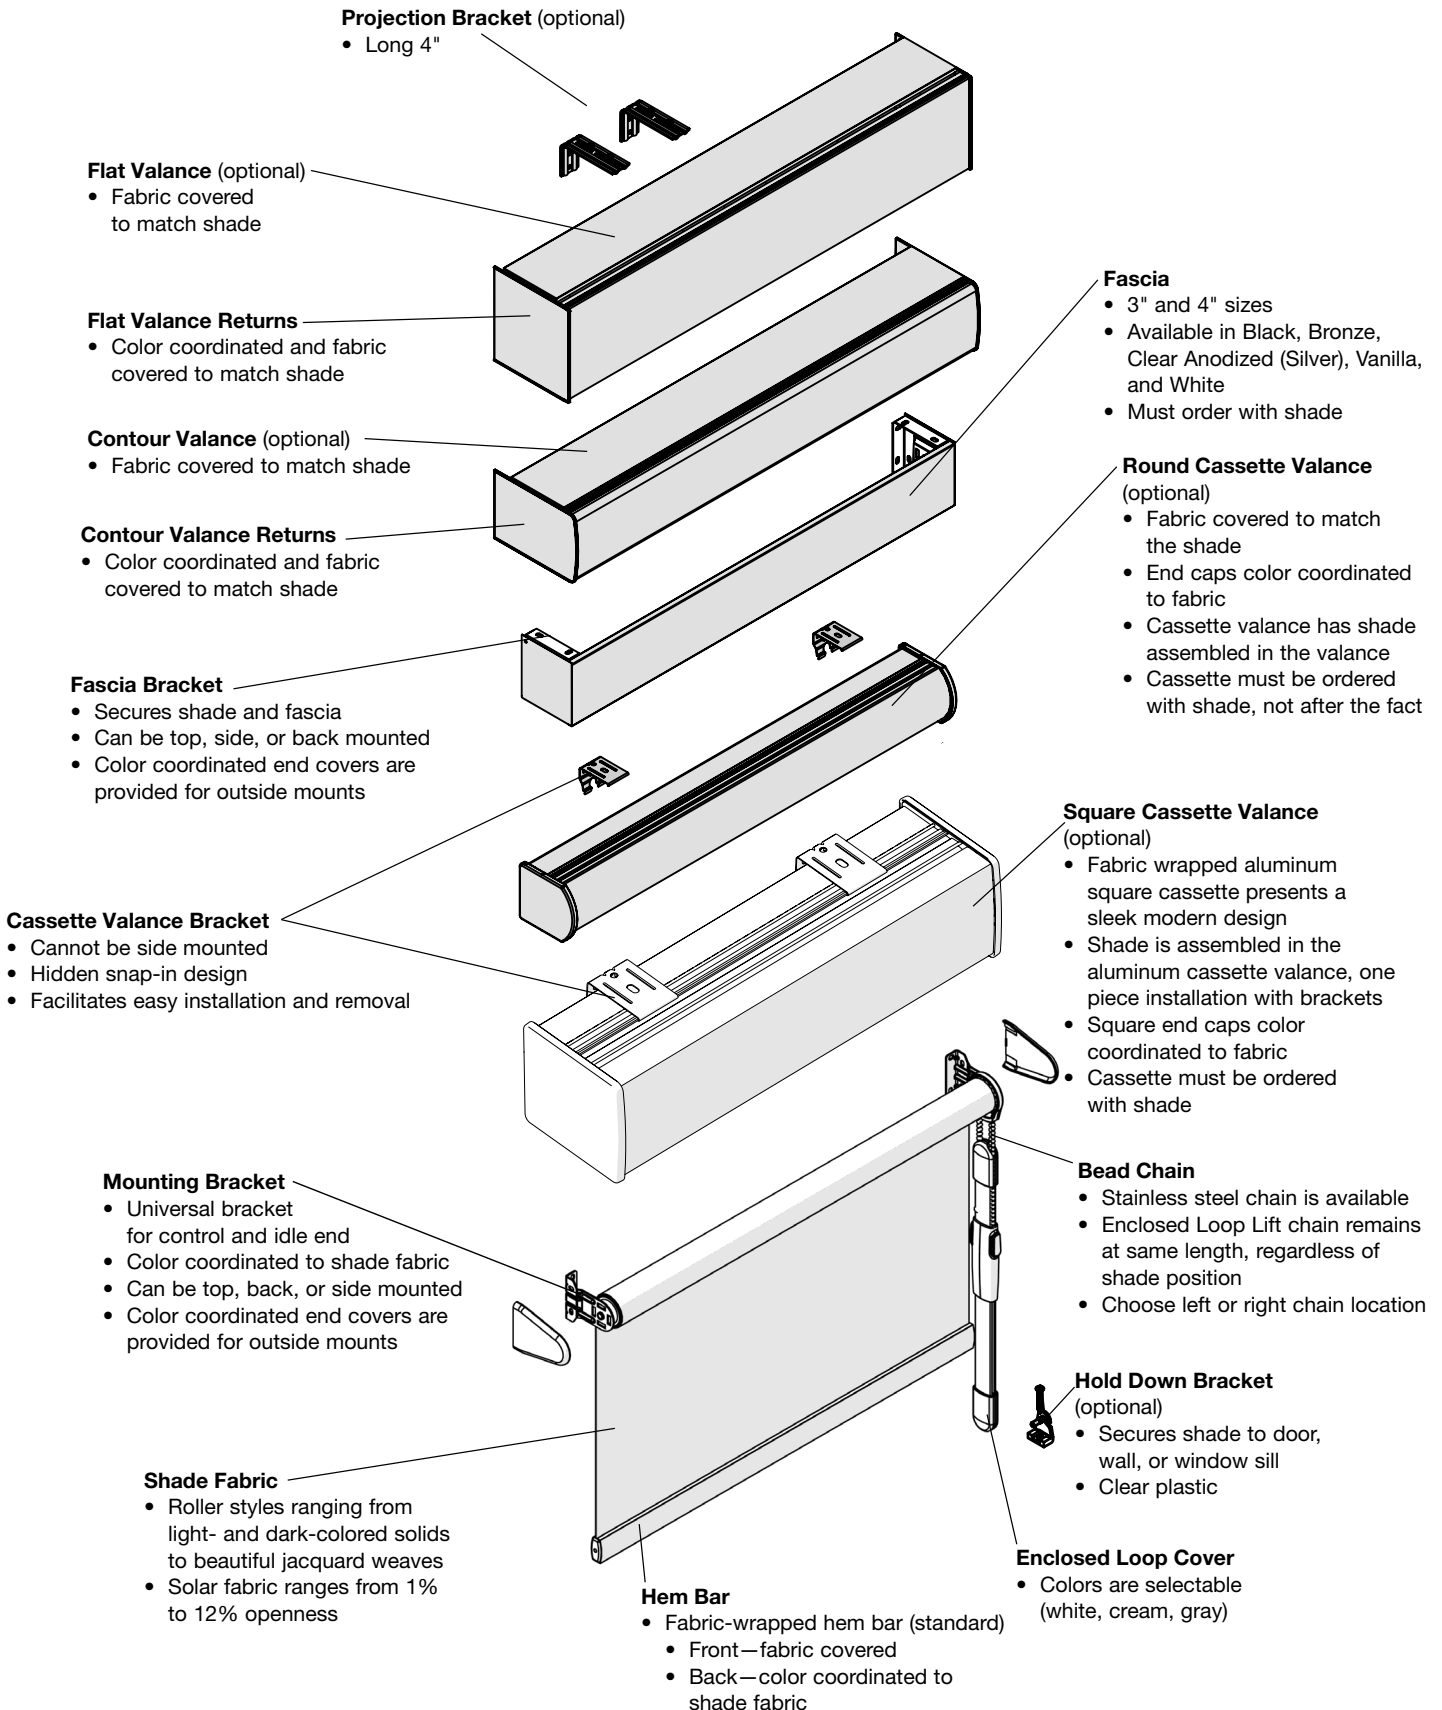 Projection Bracket (optional)
• Long 4"
Flat Valance (optional)
• Fabric covered
to match shade
Flat Valance Returns
• Color coordinated and fabric
covered to match shade
Contour Valance (optional)
• Fabric covered to match shade
Contour Valance Returns
• Color coordinated and fabric
covered to match shade
Fascia Bracket
• Secures shade and fascia
• Can be top, side, or back mounted
• Color coordinated end covers are
provided for outside mounts
Cassette Valance Bracket
• Cannot be side mounted
• Hidden snap-in design
• Facilitates easy installation and removal
Mounting Bracket
• Universal bracket
for control and idle end
• Color coordinated to shade fabric
• Can be top, back, or side mounted
• Color coordinated end covers are
provided for outside mounts
Shade Fabric
• Roller styles ranging from
light- and dark-colored solids
to beautiful jacquard weaves
• Solar fabric ranges from 1%
to 12% openness
Fascia
• 3" and 4" sizes
• Available in Black, Bronze,
Clear Anodized (Silver), Vanilla,
and White
• Must order with shade
Round Cassette Valance
(optional)
• Fabric covered to match
the shade
• End caps color coordinated
to fabric
• Cassette valance has shade
assembled in the valance
• Cassette must be ordered
with shade, not after the fact
Square Cassette Valance
(optional)
• Fabric wrapped aluminum
square cassette presents a
sleek modern design
• Shade is assembled in the
aluminum cassette valance, one
piece installation with brackets
• Square end caps color
coordinated to fabric
• Cassette must be ordered
with shade
Bead Chain
• Stainless steel chain is available
• Enclosed Loop Lift chain remains
at same length, regardless of
shade position
• Choose left or right chain location
Hold Down Bracket
(optional)
• Secures shade to door,
wall, or window sill
• Clear plastic
Enclosed Loop Cover
• Colors are selectable
(white, cream, gray)
Hem Bar
• Fabric-wrapped hem bar (standard)
• Front—fabric covered
• Back—color coordinated to
shade fabric